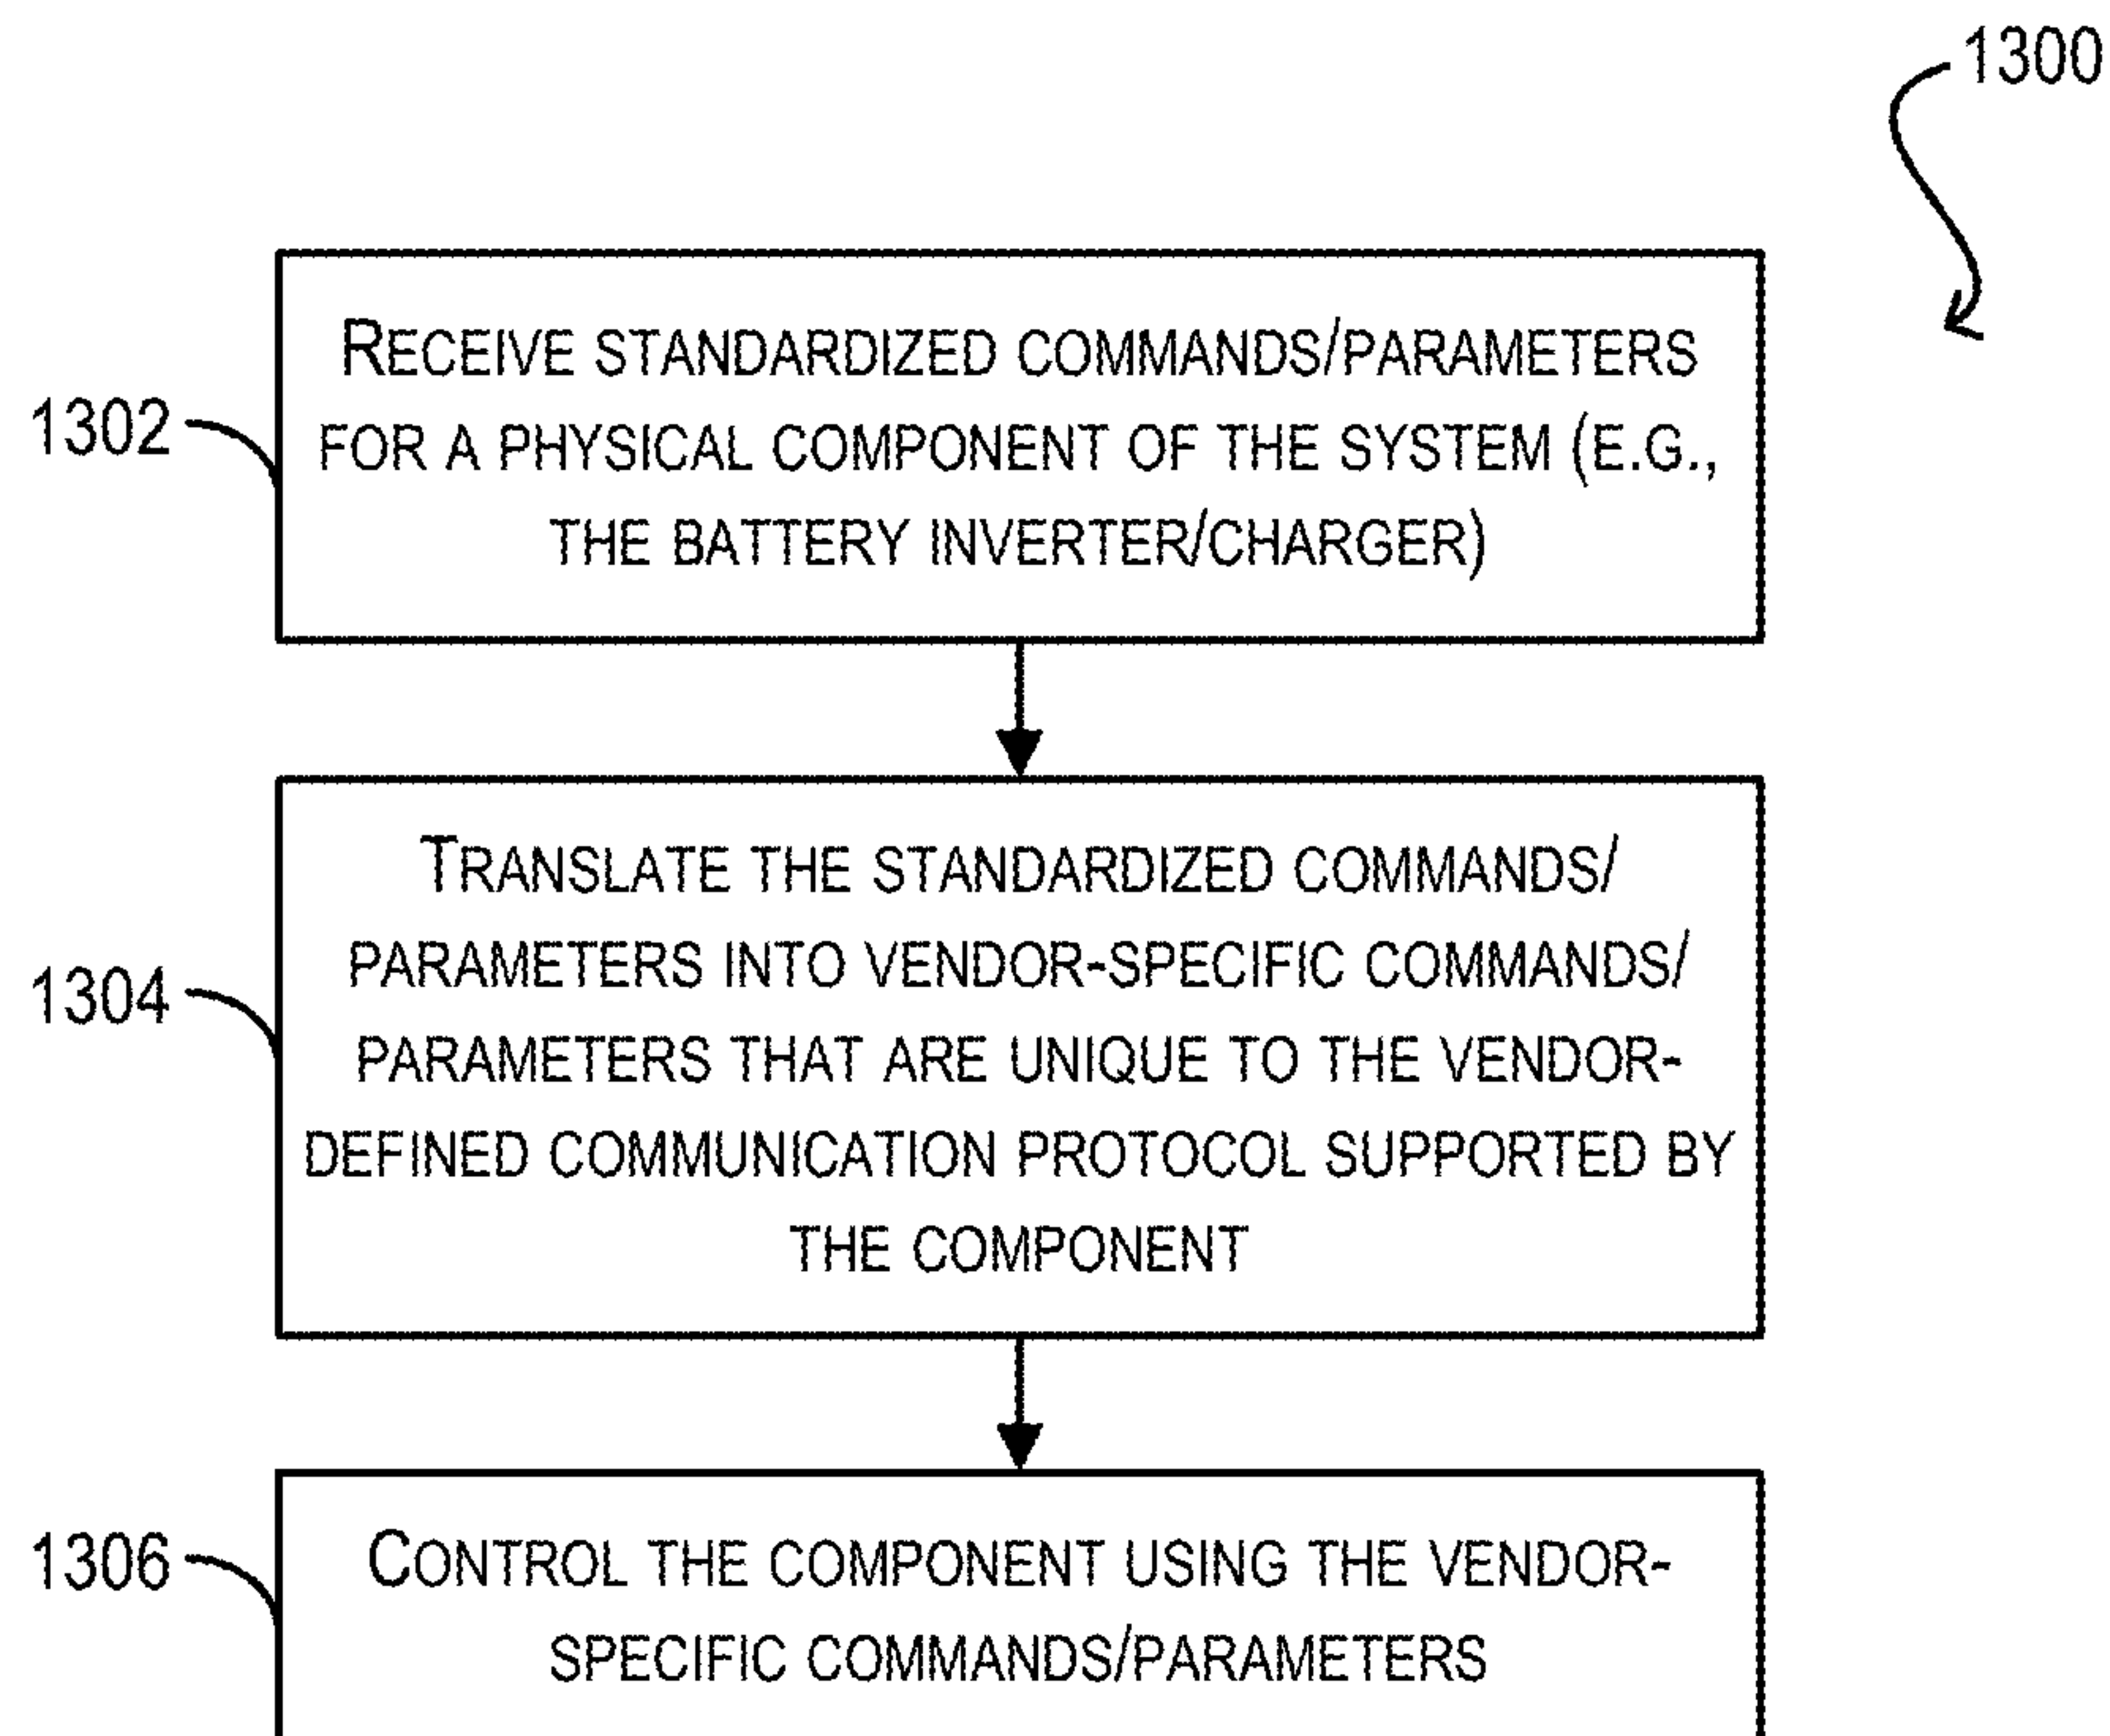 1300
1302
RECEIVE STANDARDIZED COMMANDS/PARAMETERS
FOR A PHYSICAL COMPONENT OF THE SYSTEM (E.G.,
THE BATTERY INVERTER/CHARGER)
1304
TRANSLATE THE STANDARDIZED COMMANDS/
PARAMETERS INTO VENDOR-SPECIFIC COMMANDS/
PARAMETERS THAT ARE UNIQUE TO THE VENDOR-
DEFINED COMMUNICATION PROTOCOL SUPPORTED BY
THE COMPONENT
1306
CONTROL THE COMPONENT USING THE VENDOR-
SPECIFIC COMMANDS/PARAMETERS